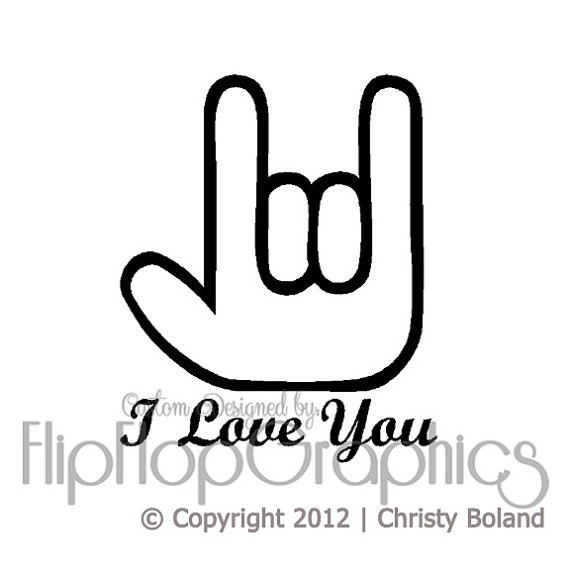 Custom Designed by:
I Love You
FlipFlopGraphics
© Copyright 2012 | Christy Boland